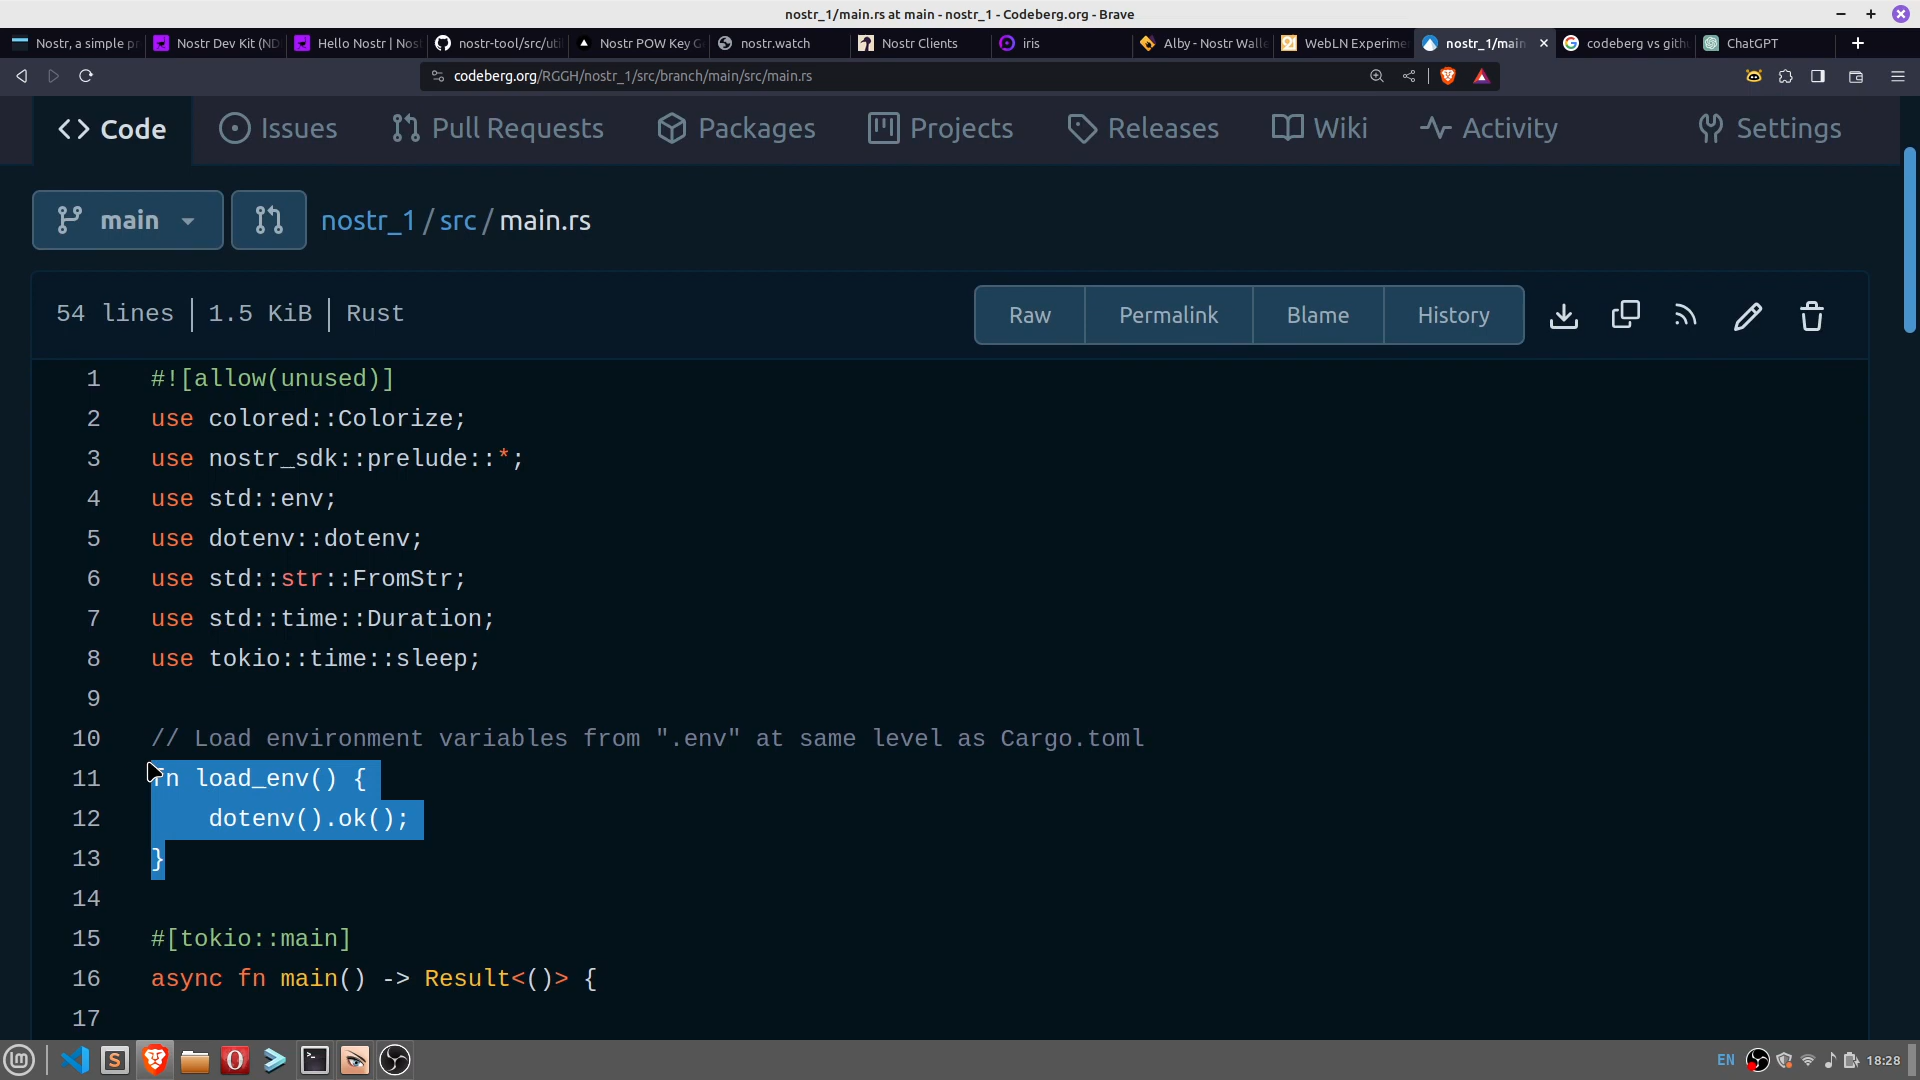 nostr_1/main.rs at main - nostr_1 - Codeberg.org - Brave
Nostr, a simple pr
Nostr Dev Kit (ND
Hello Nostr | Nos
nostr-tool/src/uti
Nostr POW Key G
nostr.watch
Nostr Clients
iris
Alby - Nostr Walle
WebLN Experime
nostr_1/main
codeberg vs githu
ChatGPT
codeberg.org/RGGH/nostr_1/src/branch/main/src/main.rs
<> Code
Issues
Pull Requests
Packages
Projects
Releases
Wiki
Activity
Settings
main
nostr_1 / src / main.rs
54 lines | 1.5 KiB | Rust
Raw
Permalink
Blame
History
1 #![allow(unused)]
2 use colored::Colorize;
3 use nostr_sdk::prelude::*;
4 use std::env;
5 use dotenv::dotenv;
6 use std::str::FromStr;
7 use std::time::Duration;
8 use tokio::time::sleep;
9
10 // Load environment variables from ".env" at same level as Cargo.toml
11 fn load_env() {
12     dotenv().ok();
13 }
14
15 #[tokio::main]
16 async fn main() -> Result<()> {
17
EN
18:28